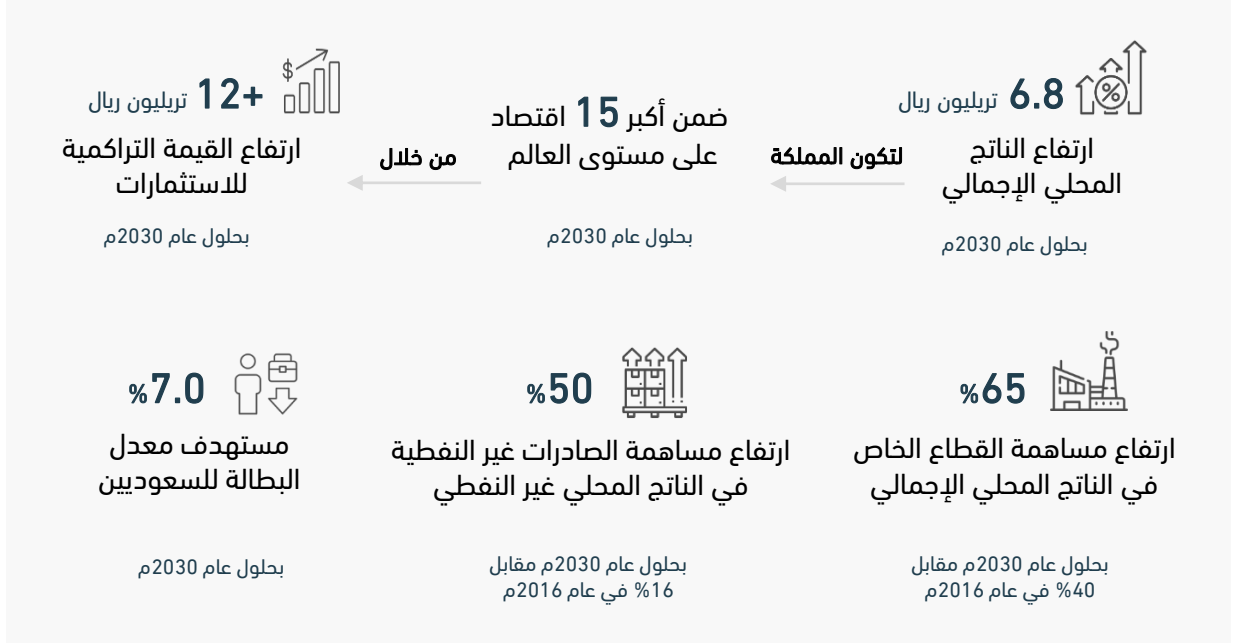 6.8 تريليون ريال
ارتفاع الناتج
المحلي الإجمالي
بحلول عام 2030م
لتكون المملكة
ضمن أكبر 15 اقتصاد
على مستوى العالم
بحلول عام 2030م
من خلال
$
+12 تريليون ريال
ارتفاع القيمة التراكمية
للاستثمارات
بحلول عام 2030م
%
%65
ارتفاع مساهمة القطاع الخاص
في الناتج المحلي الإجمالي
بحلول عام 2030م مقابل
%40 في عام 2016م
%50
ارتفاع مساهمة الصادرات غير النفطية
في الناتج المحلي غير النفطي
بحلول عام 2030م مقابل
%16 في عام 2016م
%7.0
مستهدف معدل
البطالة للسعوديين
بحلول عام 2030م